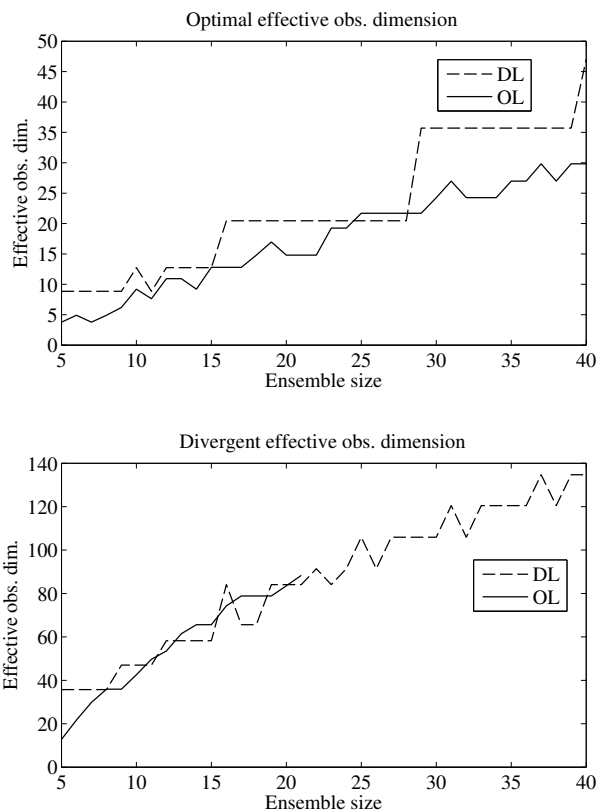 Optimal effective obs. dimension
50
45
40
35
30
25
20
15
10
5
0
Effective obs. dim.
DL
OL
5 10 15 20 25 30 35 40
Ensemble size
Divergent effective obs. dimension
140
120
100
80
60
40
20
0
Effective obs. dim.
DL
OL
5 10 15 20 25 30 35 40
Ensemble size